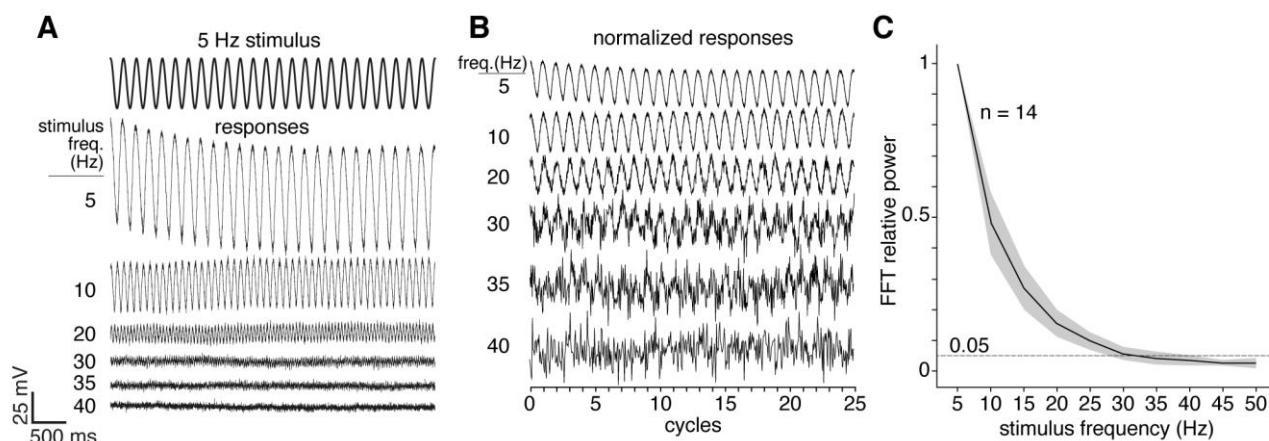 A
5 Hz stimulus
stimulus
freq.
(Hz)
responses
5
10
20
30
35
40
25 mV
500 ms
B
normalized responses
freq.(Hz)
5
10
20
30
35
40
0 5 10 15 20 25
cycles
C
1
n = 14
0.5
0.05
0
FFT relative power
5 10 15 20 25 30 35 40 45 50
stimulus frequency (Hz)